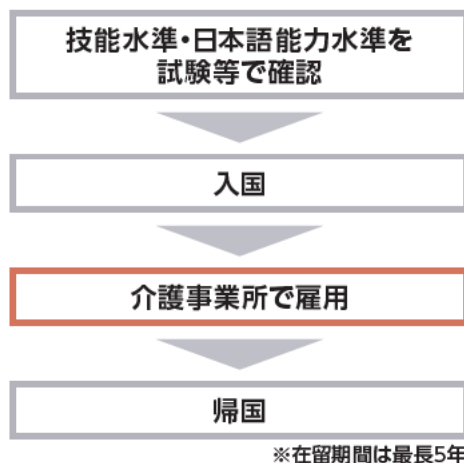 技能水準・日本語能力水準を
試験等で確認
入国
介護事業所で雇用
帰国
※在留期間は最長5年